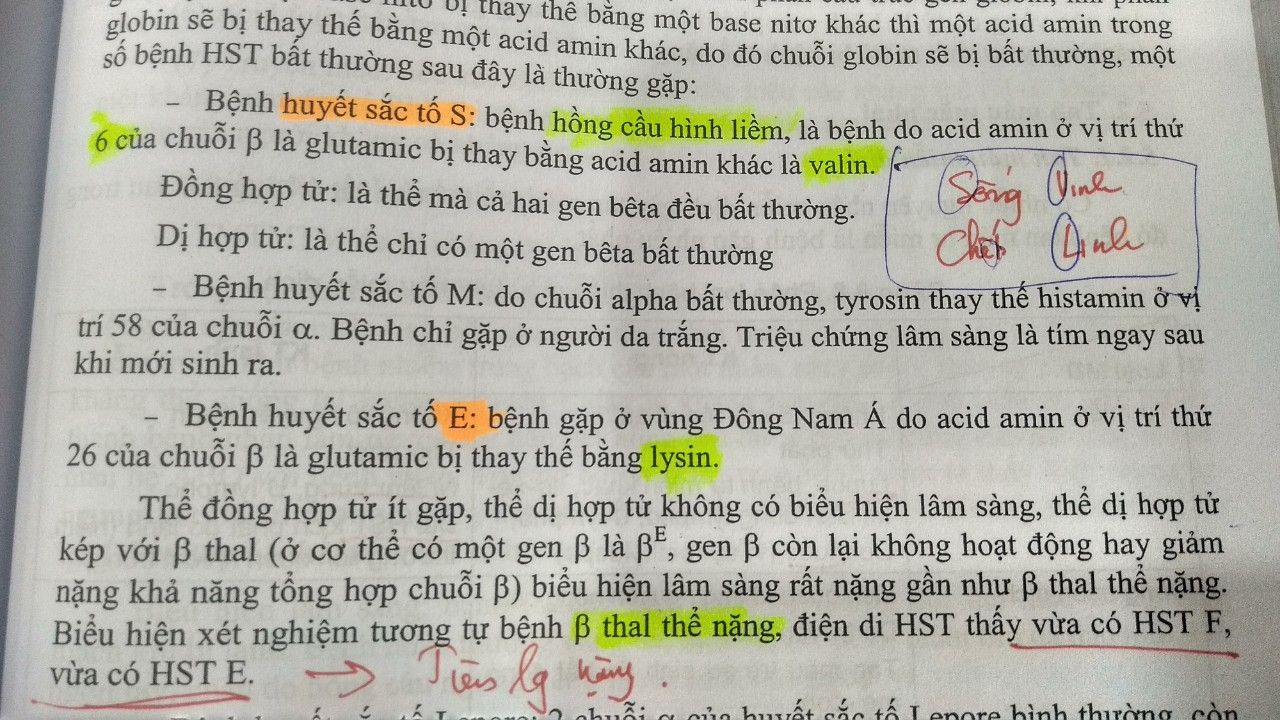 bị thay thế bằng một base nitơ khác thì một acid amin trong
globin sẽ bị thay thế bằng một acid amin khác, do đó chuỗi globin sẽ bị bất thường, một
số bệnh HST bất thường sau đây là thường gặp:
– Bệnh huyết sắc tố S: bệnh hồng cầu hình liềm, là bệnh do acid amin ở vị trí thứ
6 của chuỗi β là glutamic bị thay bằng acid amin khác là valin.
Sống Vinh
Chết Linh
Đồng hợp tử: là thể mà cả hai gen bêta đều bất thường.
Dị hợp tử: là thể chỉ có một gen bêta bất thường
– Bệnh huyết sắc tố M: do chuỗi alpha bất thường, tyrosin thay thế histamin ở vị
trí 58 của chuỗi α. Bệnh chỉ gặp ở người da trắng. Triệu chứng lâm sàng là tím ngay sau
khi mới sinh ra.
– Bệnh huyết sắc tố E: bệnh gặp ở vùng Đông Nam Á do acid amin ở vị trí thứ
26 của chuỗi β là glutamic bị thay thế bằng lysin.
Thể đồng hợp tử ít gặp, thể dị hợp tử không có biểu hiện lâm sàng, thể dị hợp tử
kép với β thal (ở cơ thể có một gen β là βᴱ, gen β còn lại không hoạt động hay giảm
nặng khả năng tổng hợp chuỗi β) biểu hiện lâm sàng rất nặng gần như β thal thể nặng.
Biểu hiện xét nghiệm tương tự bệnh β thal thể nặng, điện di HST thấy vừa có HST F,
vừa có HST E. → Tiên lg nặng.
2 chuỗi α của huyết sắc tố Lepore bình thường, còn